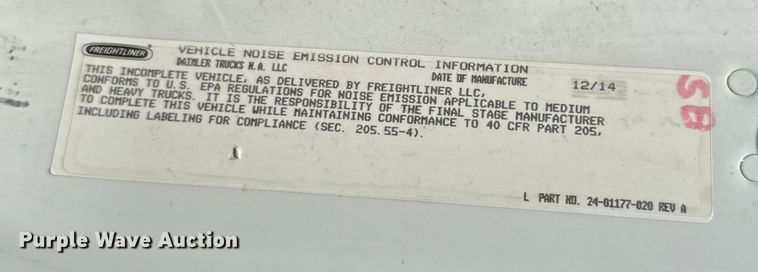 FREIGHTLINER
VEHICLE NOISE EMISSION CONTROL INFORMATION
DAIMLER TRUCKS N.A. LLC
DATE OF MANUFACTURE 12/14
THIS INCOMPLETE VEHICLE, AS DELIVERED BY FREIGHTLINER LLC,
CONFORMS TO U.S. EPA REGULATIONS FOR NOISE EMISSION APPLICABLE TO MEDIUM
AND HEAVY TRUCKS. IT IS THE RESPONSIBILITY OF THE FINAL STAGE MANUFACTURER
TO COMPLETE THIS VEHICLE WHILE MAINTAINING CONFORMANCE TO 40 CFR PART 205,
INCLUDING LABELING FOR COMPLIANCE (SEC. 205.55-4).
SB
L PART NO. 24-01177-020 REV A
Purple Wave Auction